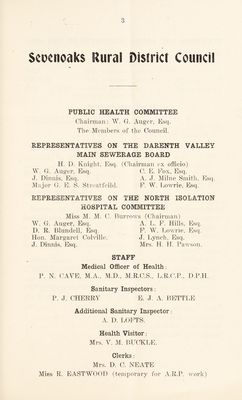 3
Sevenoaks Rural District Council
PUBLIC HEALTH COMMITTEE
Chairman: W. G. Auger, Esq.
The Members of the Council.
REPRESENTATIVES ON THE DARENTH VALLEY
MAIN SEWERAGE BOARD
H. D. Knight, Esq. (Chairman ex officio)
W. G. Auger, Esq. C. E. Fox, Esq.
J. Dinnis, Esq. A. J. Milne Smith, Esq.
Major G. E. S. Streatfeild. F. W. Lowrie, Esq.
REPRESENTATIVES ON THE NORTH ISOLATION
HOSPITAL COMMITTEE
Miss M. M. C. Burrows (Chairman)
W. G. Auger, Esq. A. L. F. Hills, Esq.
D. R. Blundell, Esq. F. W. Lowrie, Esq.
Hon. Margaret Colville. J. Lynch, Esq.
J. Dinnis, Esq. Mrs. H. H. Pawson.
STAFF
Medical Officer of Health:
P. N. CAVE, M.A., M.D., M.R.C.S., L.R.C.P., D.P.H.
Sanitary Inspectors:
P. J. CHERRY E. J. A. BETTLE
Additional Sanitary Inspector:
A. D. LOFTS.
Health Visitor:
Mrs. V. M. BUCKLE.
Clerks:
Mrs. D. C. NEATE
Miss R. EASTWOOD (temporary for A.R.P. work)